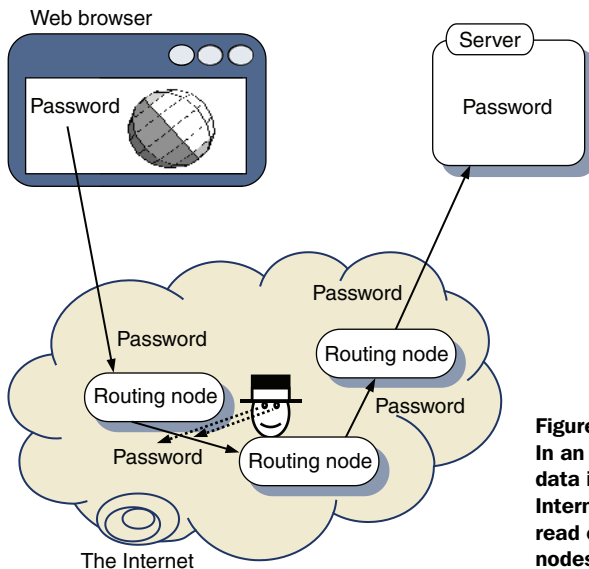 Web browser
Password
Server
Password
Password
Password
Routing node
Routing node
Password
Password
Routing node
The Internet
Figure
In an
data i
Intern
read o
nodes